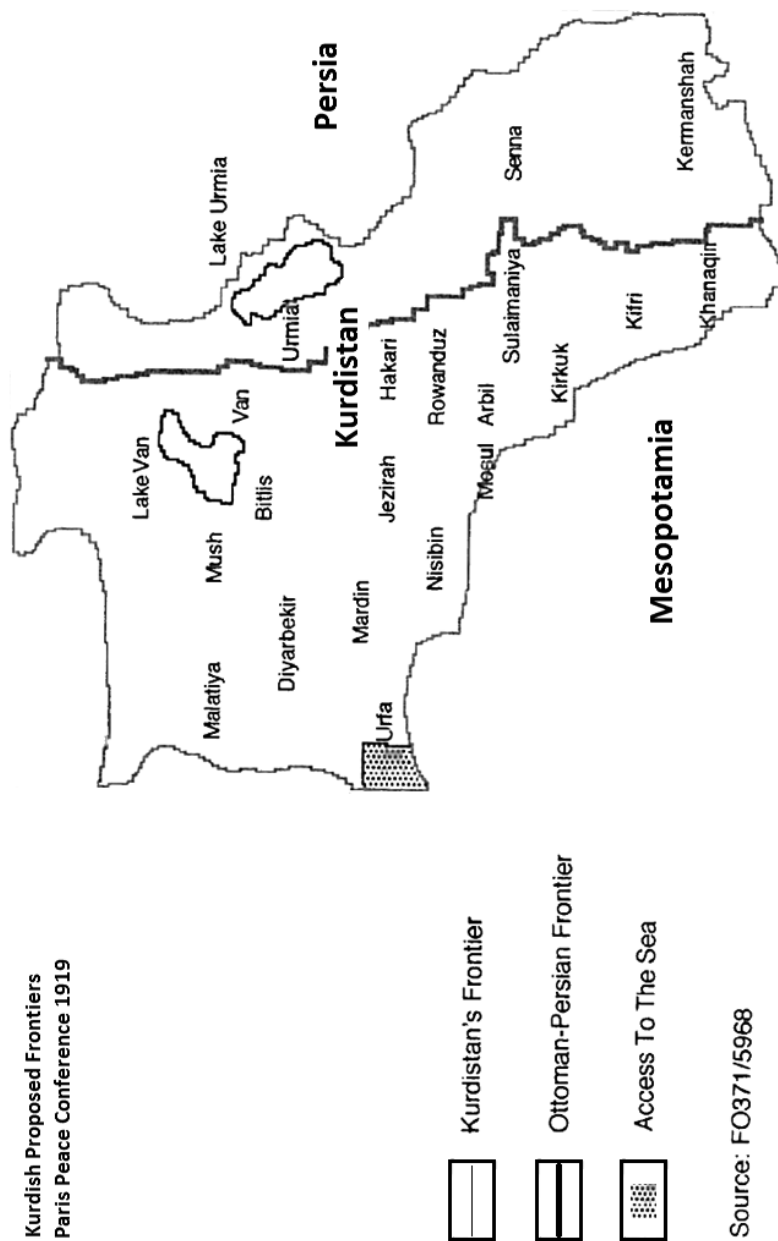 Kurdish Proposed Frontiers
Paris Peace Conference 1919
Lake Van
Lake Urmia
Persia
Malatiya
Mush
Van
Diyarbekir
Bitlis
Urmia
Kurdistan
Mardin
Urfa
Jezirah
Hakari
Nisibin
Rowanduz
Mosul
Arbil
Sulaimaniya
Senna
Kirkuk
Kifri
Mesopotamia
Khanaqin
Kermanshah
Kurdistan's Frontier
Ottoman-Persian Frontier
Access To The Sea
Source: FO371/5968